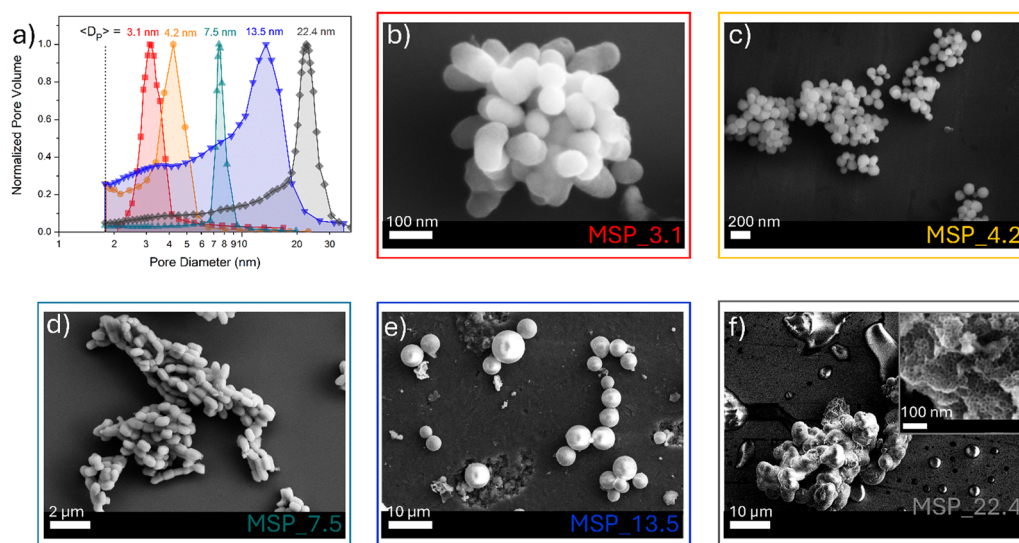 a)
<D_P> = 3.1 nm 4.2 nm 7.5 nm 13.5 nm 22.4 nm
Normalized Pore Volume
1.0
0.8
0.6
0.4
0.2
0.0
1 2 3 4 5 6 7 8 9 10 20 30
Pore Diameter (nm)
b)
100 nm
MSP_3.1
c)
200 nm
MSP_4.2
d)
2 µm
MSP_7.5
e)
10 µm
MSP_13.5
f)
100 nm
10 µm
MSP_22.4